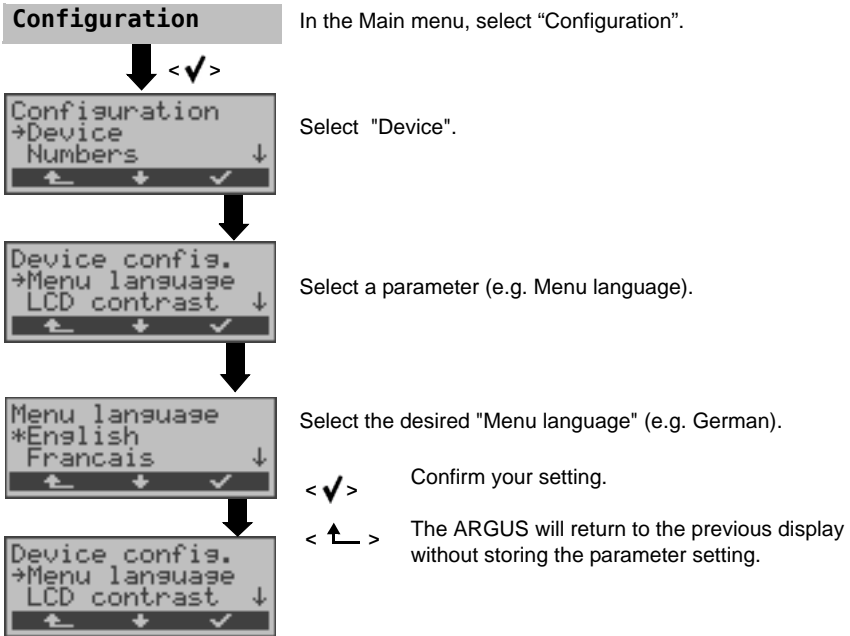 Configuration
In the Main menu, select “Configuration”.
<✓>
Configuration
→Device
Numbers ↓
Select "Device".
Device config.
→Menu language
LCD contrast ↓
Select a parameter (e.g. Menu language).
Menu language
*English
Francais ↓
Select the desired "Menu language" (e.g. German).
<✓> Confirm your setting.
< > The ARGUS will return to the previous display
without storing the parameter setting.
Device config.
→Menu language
LCD contrast ↓